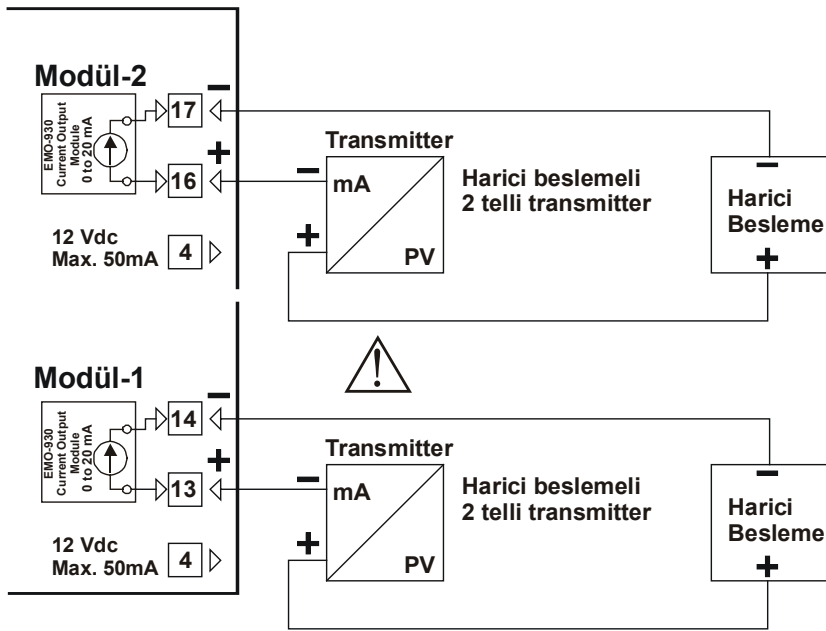 Modül-2
EMO-930
Current Output
Module
0 to 20 mA
17
−
+
16
12 Vdc
Max. 50mA
4
Transmitter
−
mA
+
PV
Harici beslemeli
2 telli transmitter
−
Harici
Besleme
+
Modül-1
EMO-930
Current Output
Module
0 to 20 mA
14
−
+
13
12 Vdc
Max. 50mA
4
!
Transmitter
−
mA
+
PV
Harici beslemeli
2 telli transmitter
−
Harici
Besleme
+